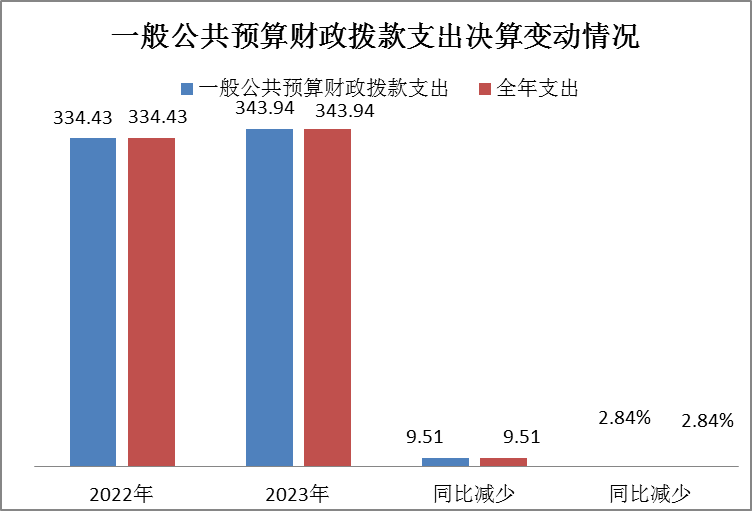 一般公共预算财政拨款支出决算变动情况
一般公共预算财政拨款支出 全年支出
334.43 334.43 343.94 343.94
9.51 9.51 2.84% 2.84%
2022年 2023年 同比减少 同比减少